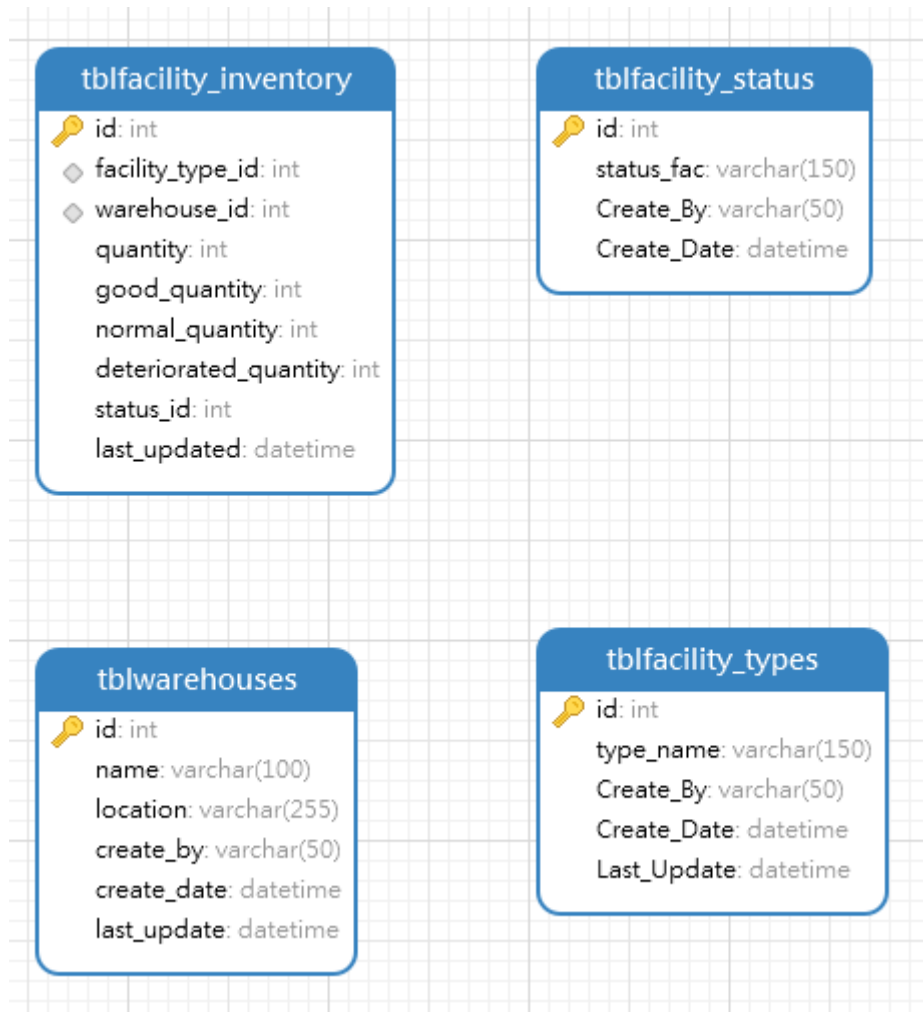 tblfacility_inventory
id: int
facility_type_id: int
warehouse_id: int
quantity: int
good_quantity: int
normal_quantity: int
deteriorated_quantity: int
status_id: int
last_updated: datetime
tblfacility_status
id: int
status_fac: varchar(150)
Create_By: varchar(50)
Create_Date: datetime
tblwarehouses
id: int
name: varchar(100)
location: varchar(255)
create_by: varchar(50)
create_date: datetime
last_update: datetime
tblfacility_types
id: int
type_name: varchar(150)
Create_By: varchar(50)
Create_Date: datetime
Last_Update: datetime